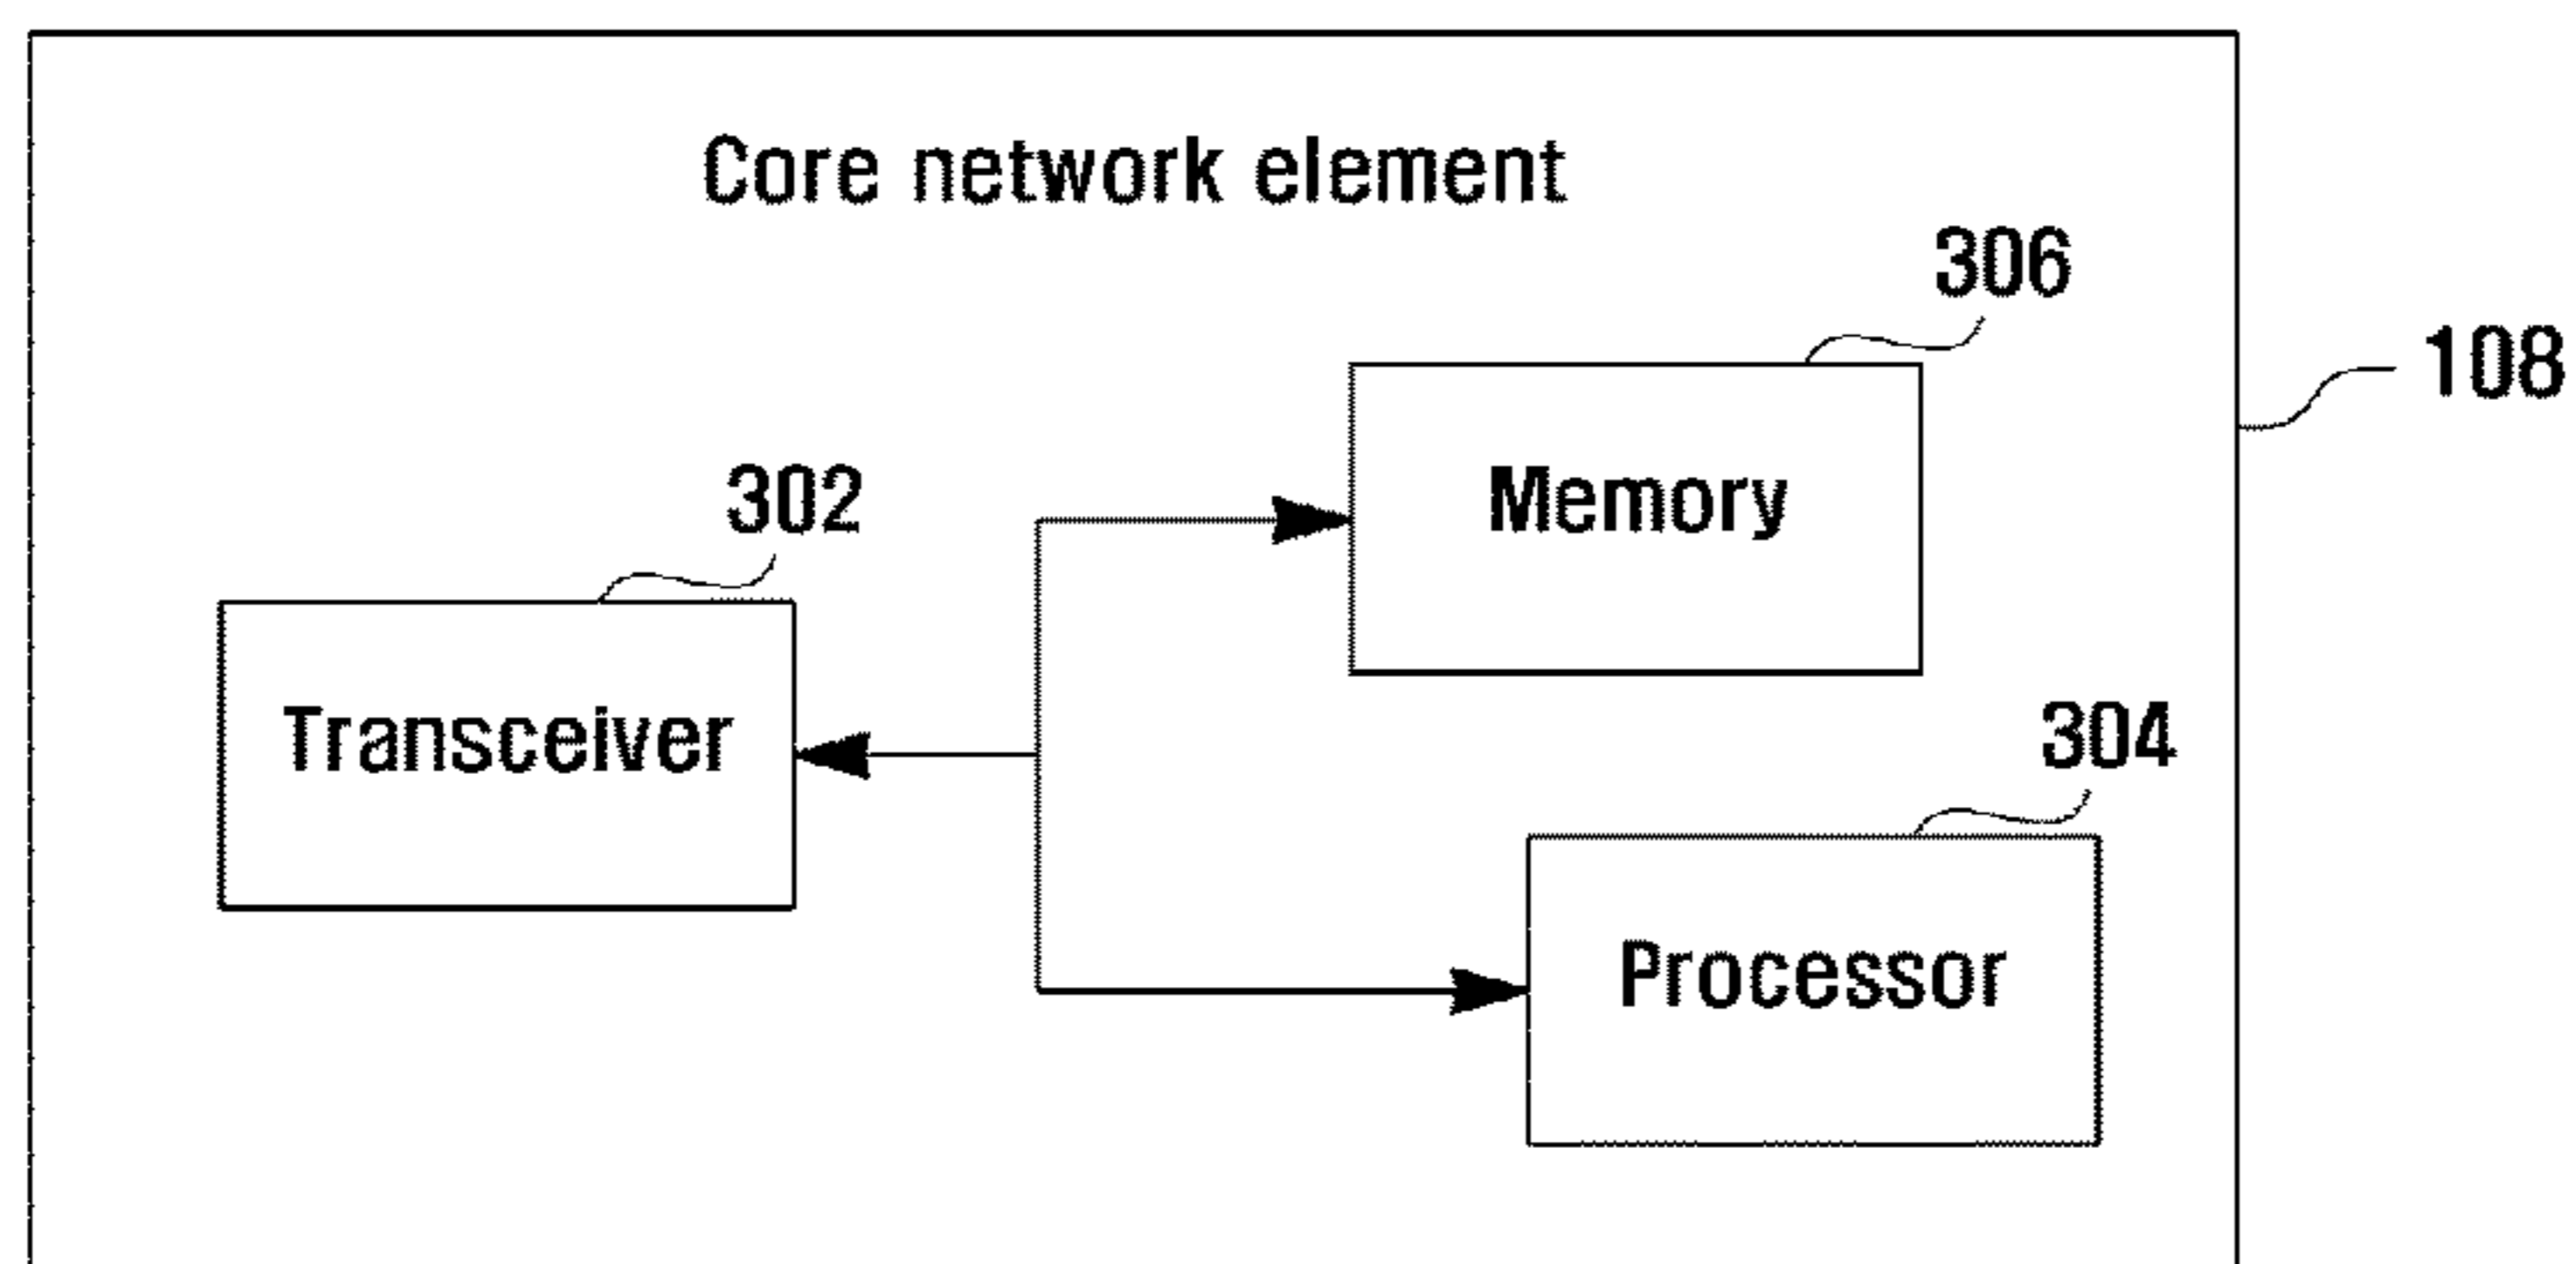 Core network element
306
108
302
Memory
Transceiver
304
Processor